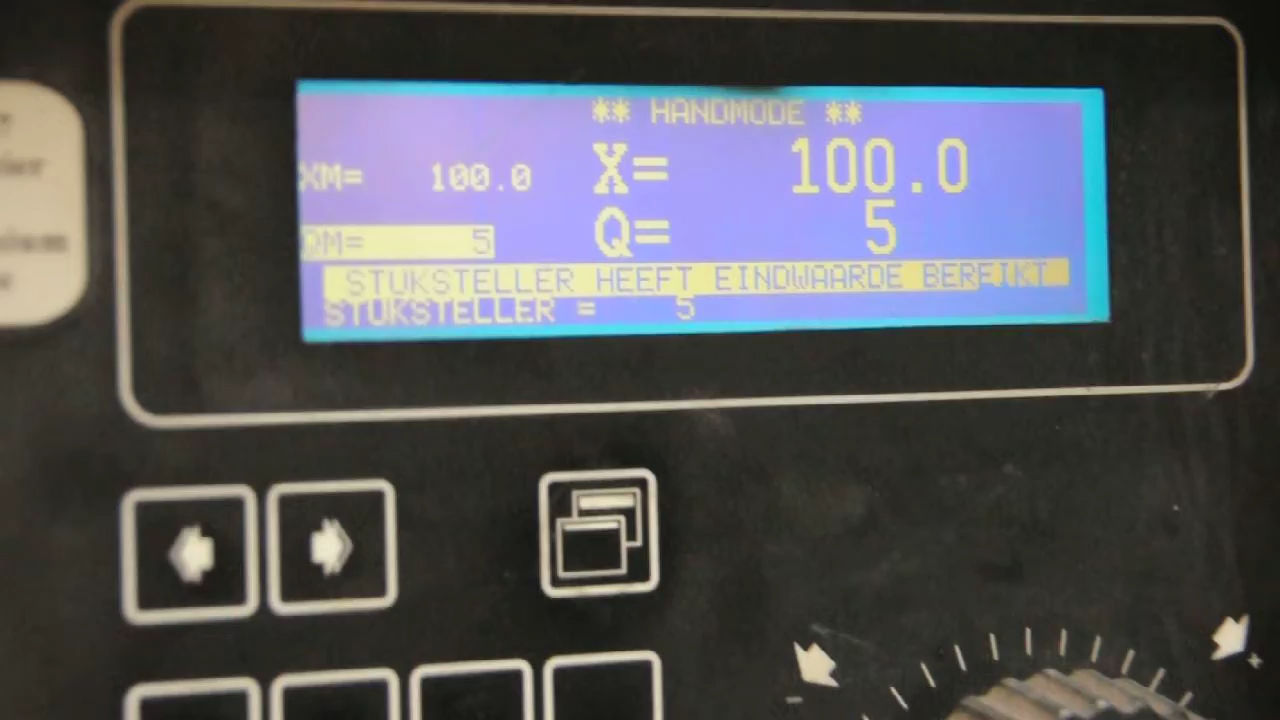 ** HANDMODE **
XM= 100.0 X= 100.0
QM= 5 Q= 5
STUKSTELLER HEEFT EINDWAARDE BEREIKT
STUKSTELLER = 5
- +